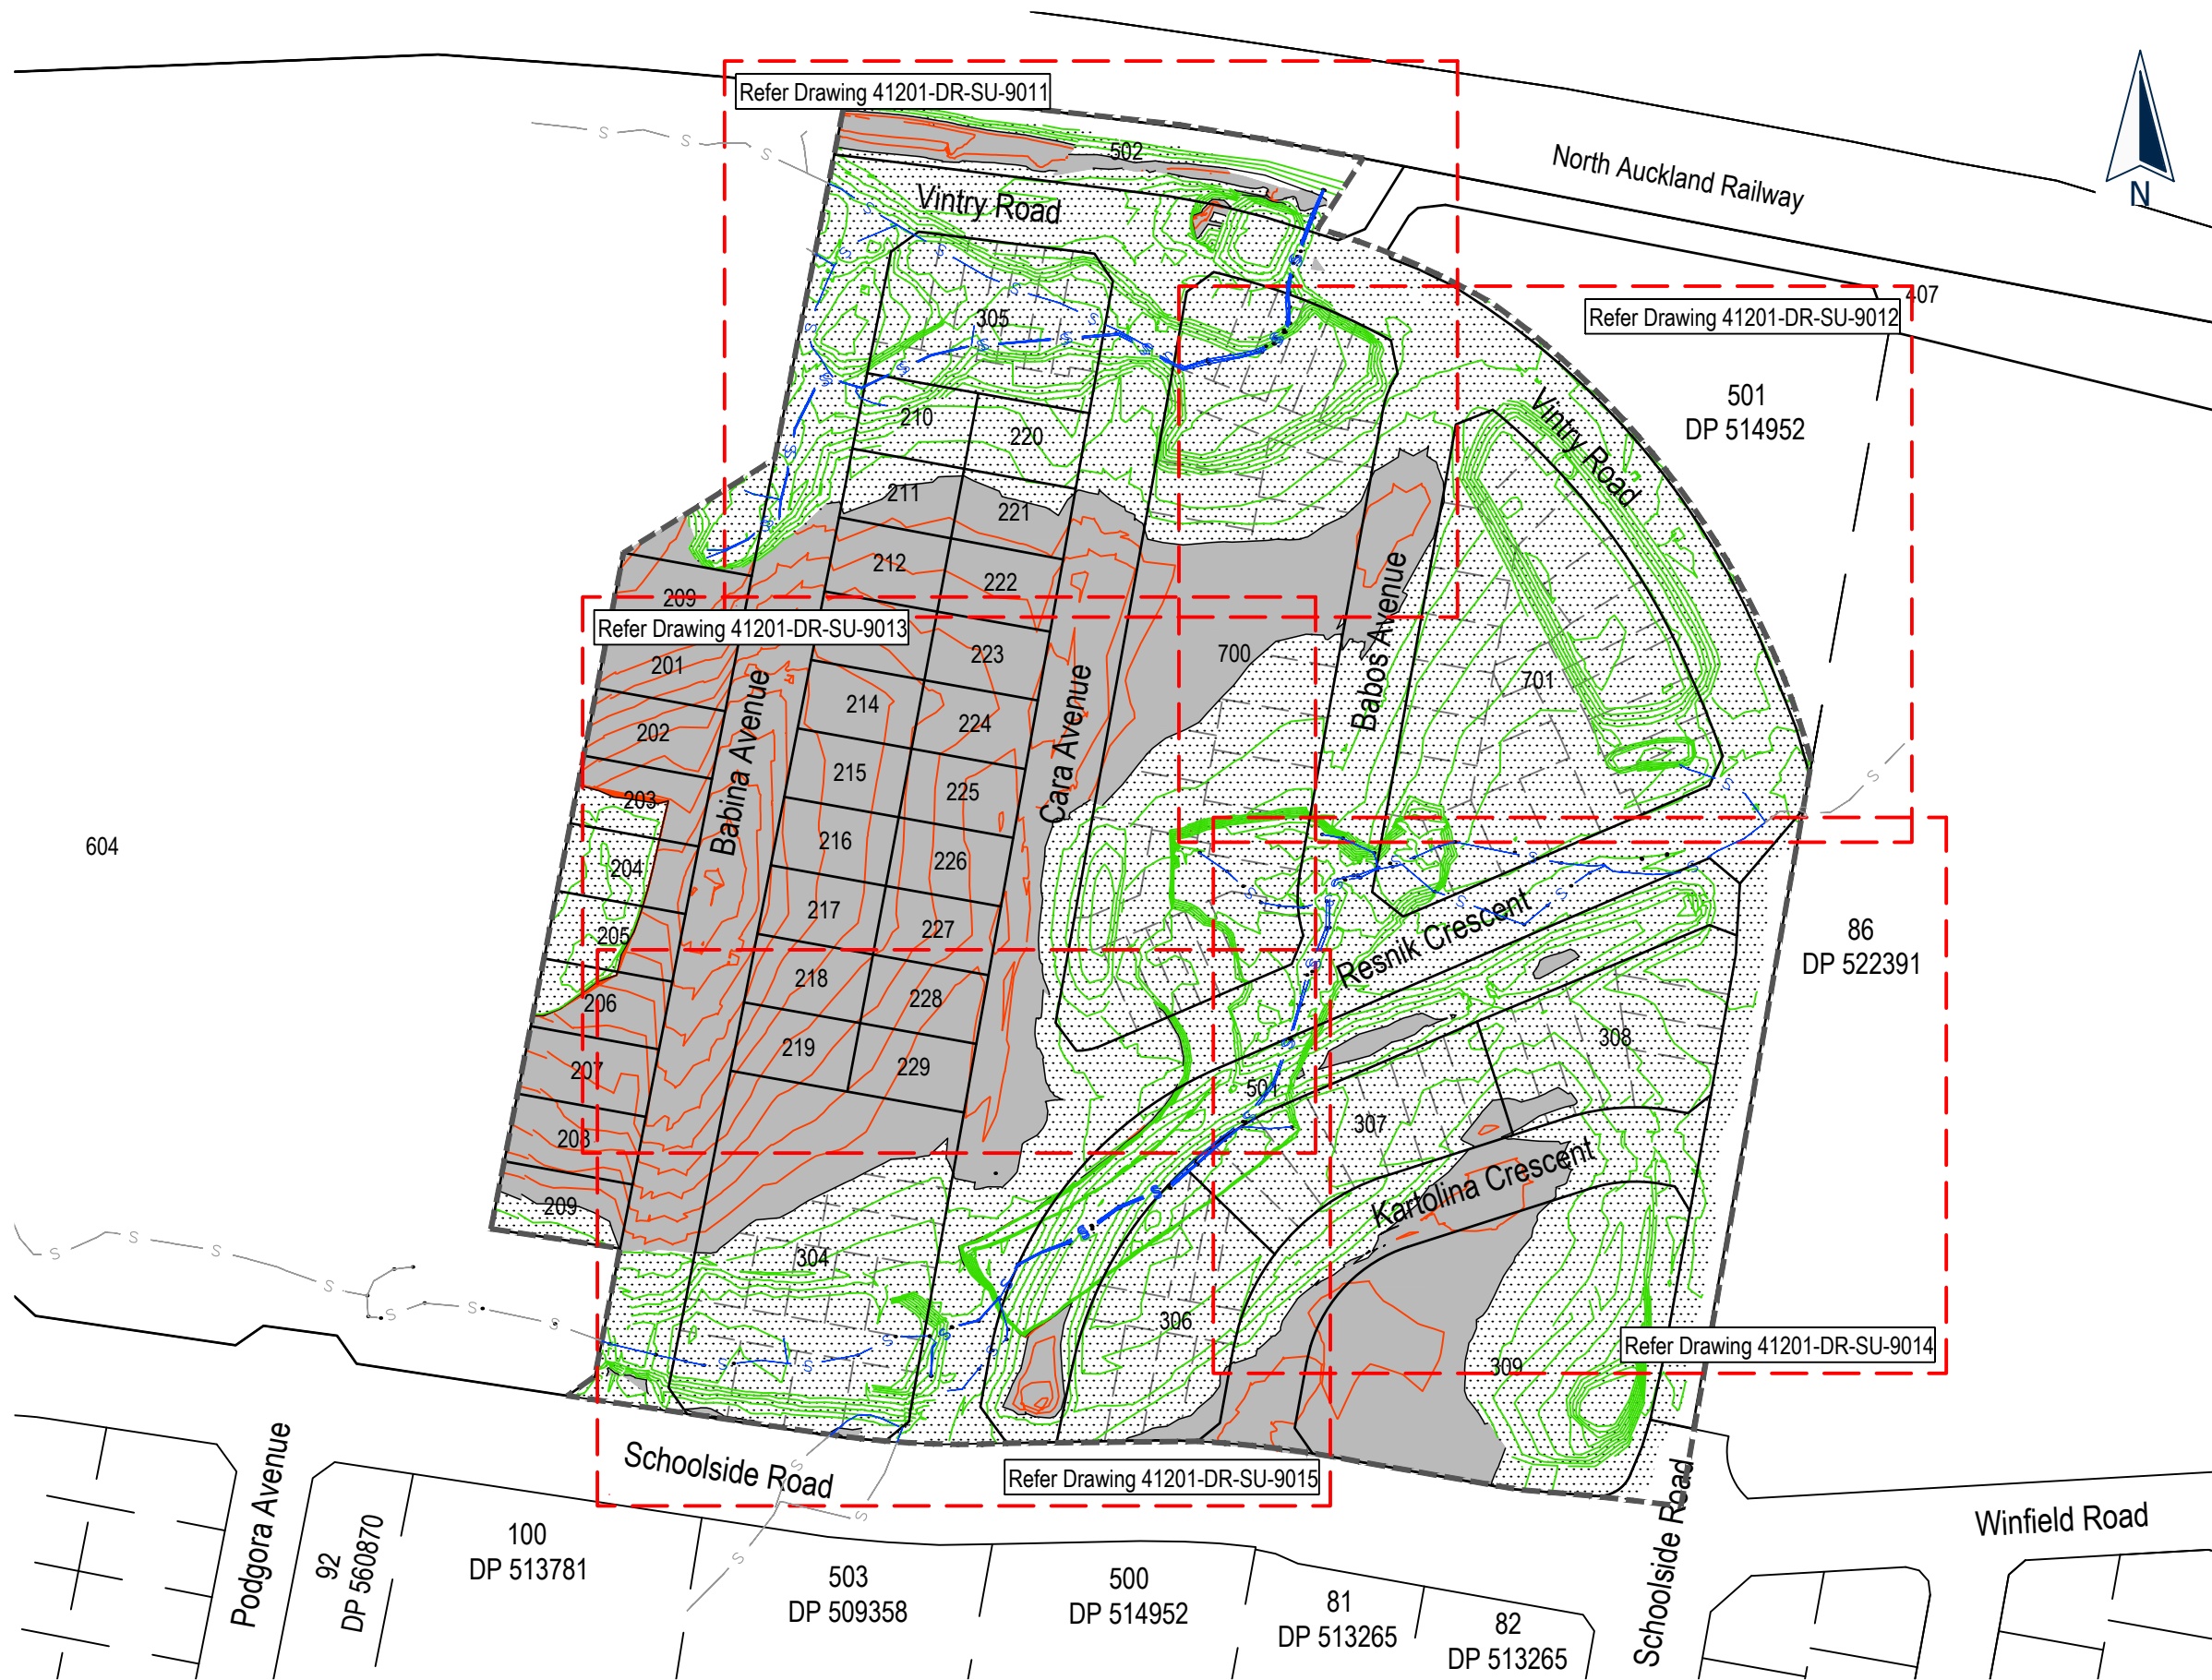 Refer Drawing 41201-DR-SU-9011
502
North Auckland Railway
N
Vintry Road
407
305
Refer Drawing 41201-DR-SU-9012
501
DP 514952
Vintry Road
210
220
211
221
212
222
209
Refer Drawing 41201-DR-SU-9013
201
223
700
Babos Avenue
701
202
214
224
Babina Avenue
Cara Avenue
215
225
203
216
226
604
204
217
227
205
Resnik Crescent
86
DP 522391
218
228
206
219
229
308
207
501
307
208
Kartolina Crescent
209
304
306
309
Refer Drawing 41201-DR-SU-9014
Schoolside Road
Refer Drawing 41201-DR-SU-9015
Podgora Avenue
92
DP 560870
100
DP 513781
503
DP 509358
500
DP 514952
81
DP 513265
82
DP 513265
Schoolside Road
Winfield Road